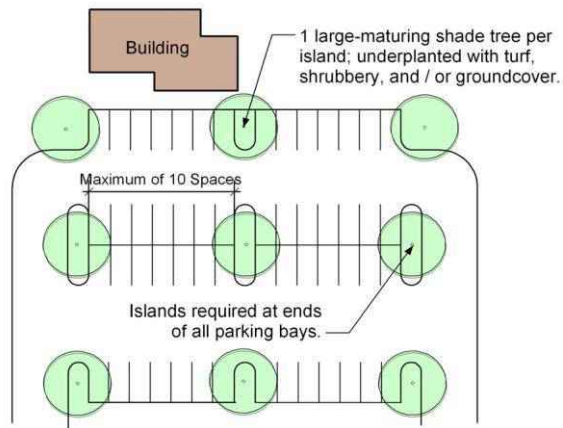 Building
1 large-maturing shade tree per
island; underplanted with turf,
shrubbery, and / or groundcover.
Maximum of 10 Spaces
Islands required at ends
of all parking bays.